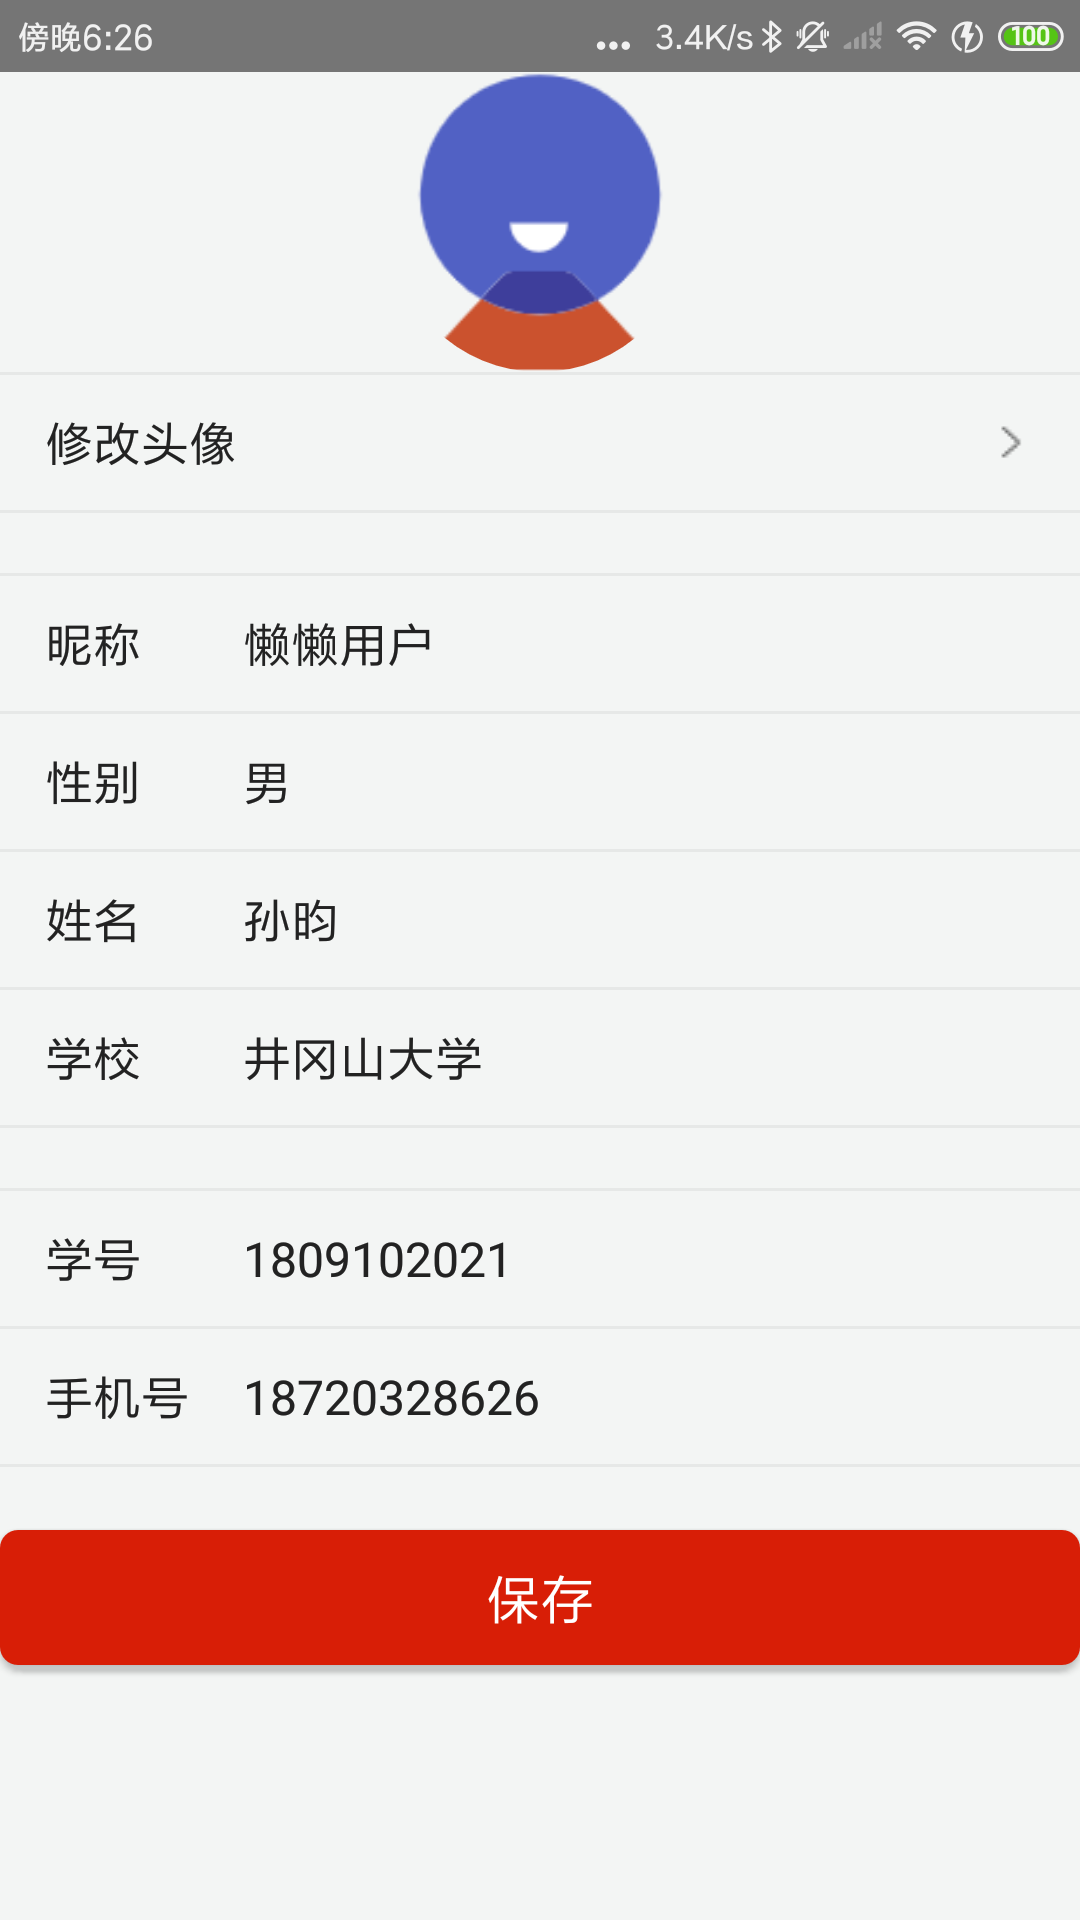 傍晚6:26 ... 3.4K/s 100
修改头像
昵称 懒懒用户
性别 男
姓名 孙昀
学校 井冈山大学
学号 1809102021
手机号 18720328626
保存